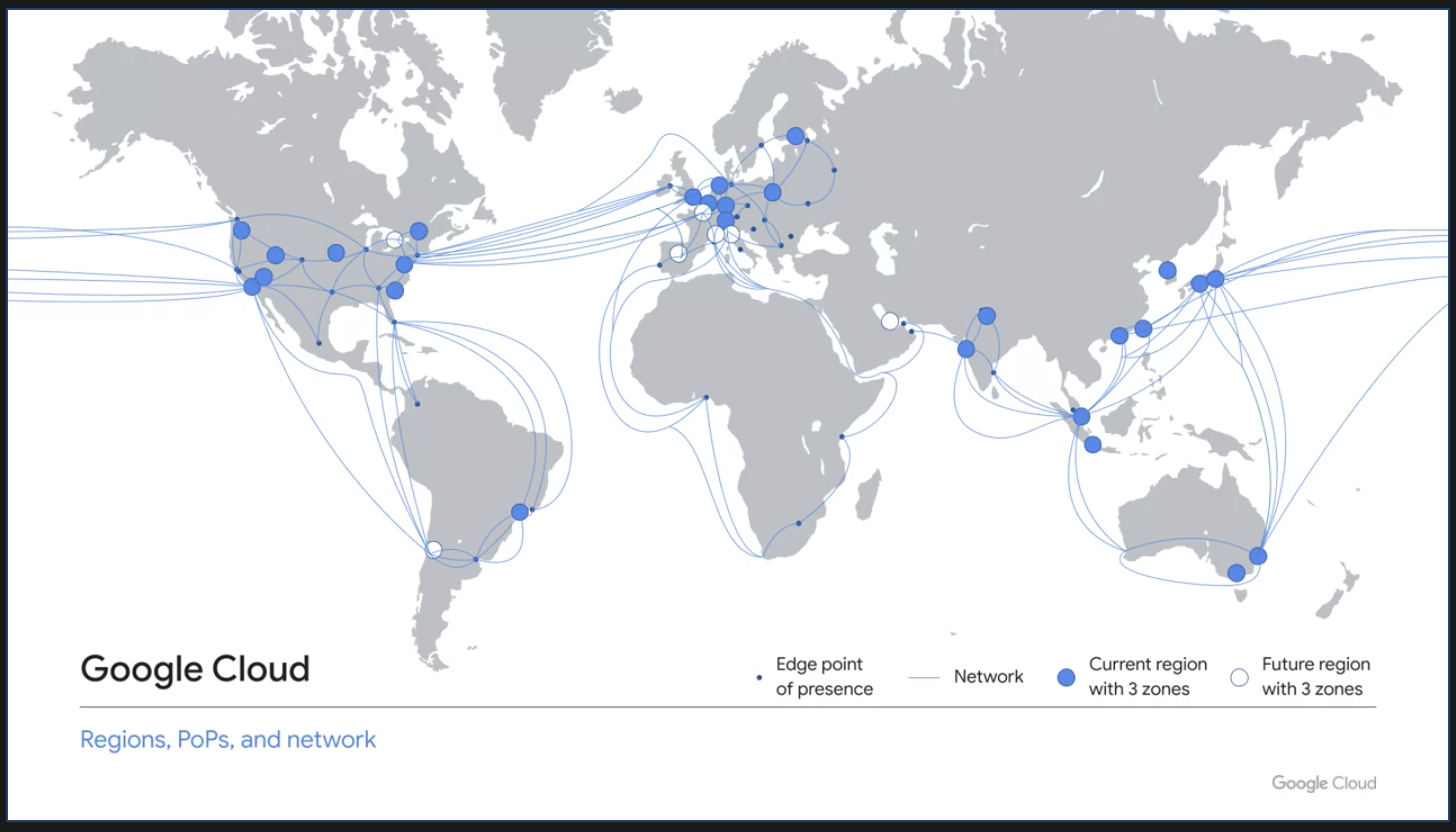 Google Cloud
Edge point
of presence
Network
Current region
with 3 zones
Future region
with 3 zones
Regions, PoPs, and network
Google Cloud